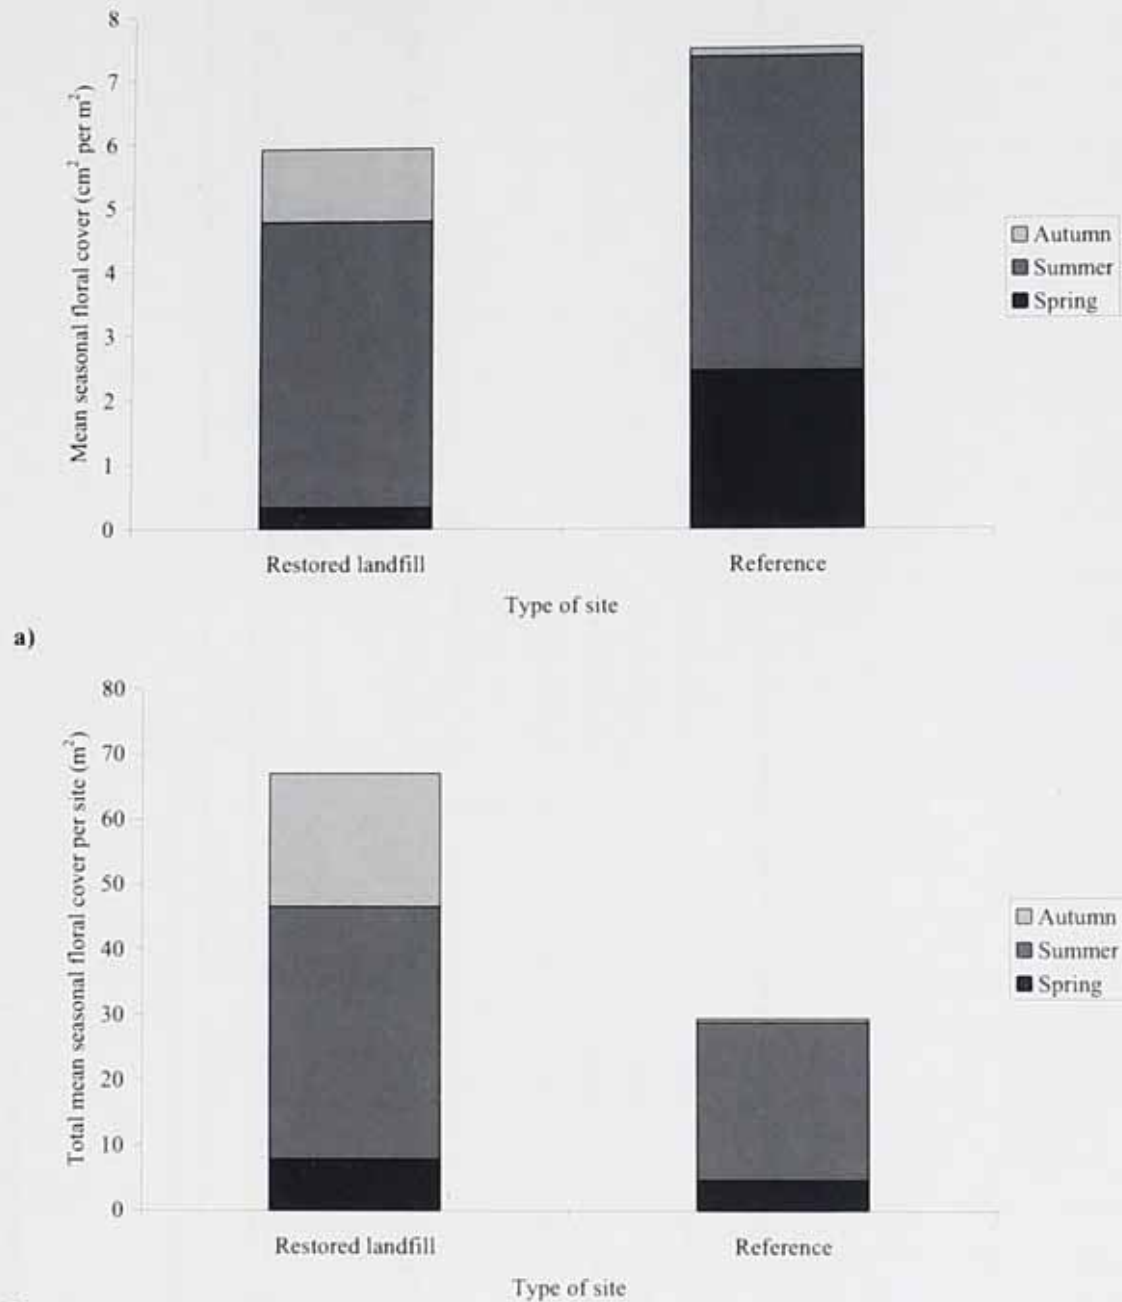 8
7
6
5
4
3
2
1
0
Mean seasonal floral cover (cm² per m²)
Restored landfill
Reference
Type of site
Autumn
Summer
Spring
a)
80
70
60
50
40
30
20
10
0
Total mean seasonal floral cover per site (m²)
Restored landfill
Reference
Type of site
Autumn
Summer
Spring